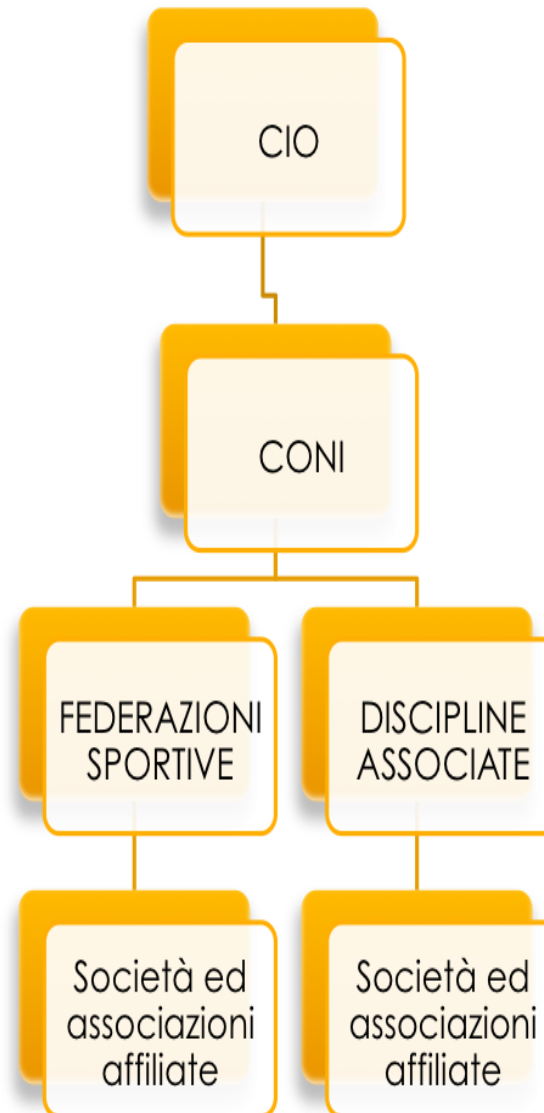 CIO
CONI
FEDERAZIONI
SPORTIVE
DISCIPLINE
ASSOCIATE
Società ed
associazioni
affiliate
Società ed
associazioni
affiliate